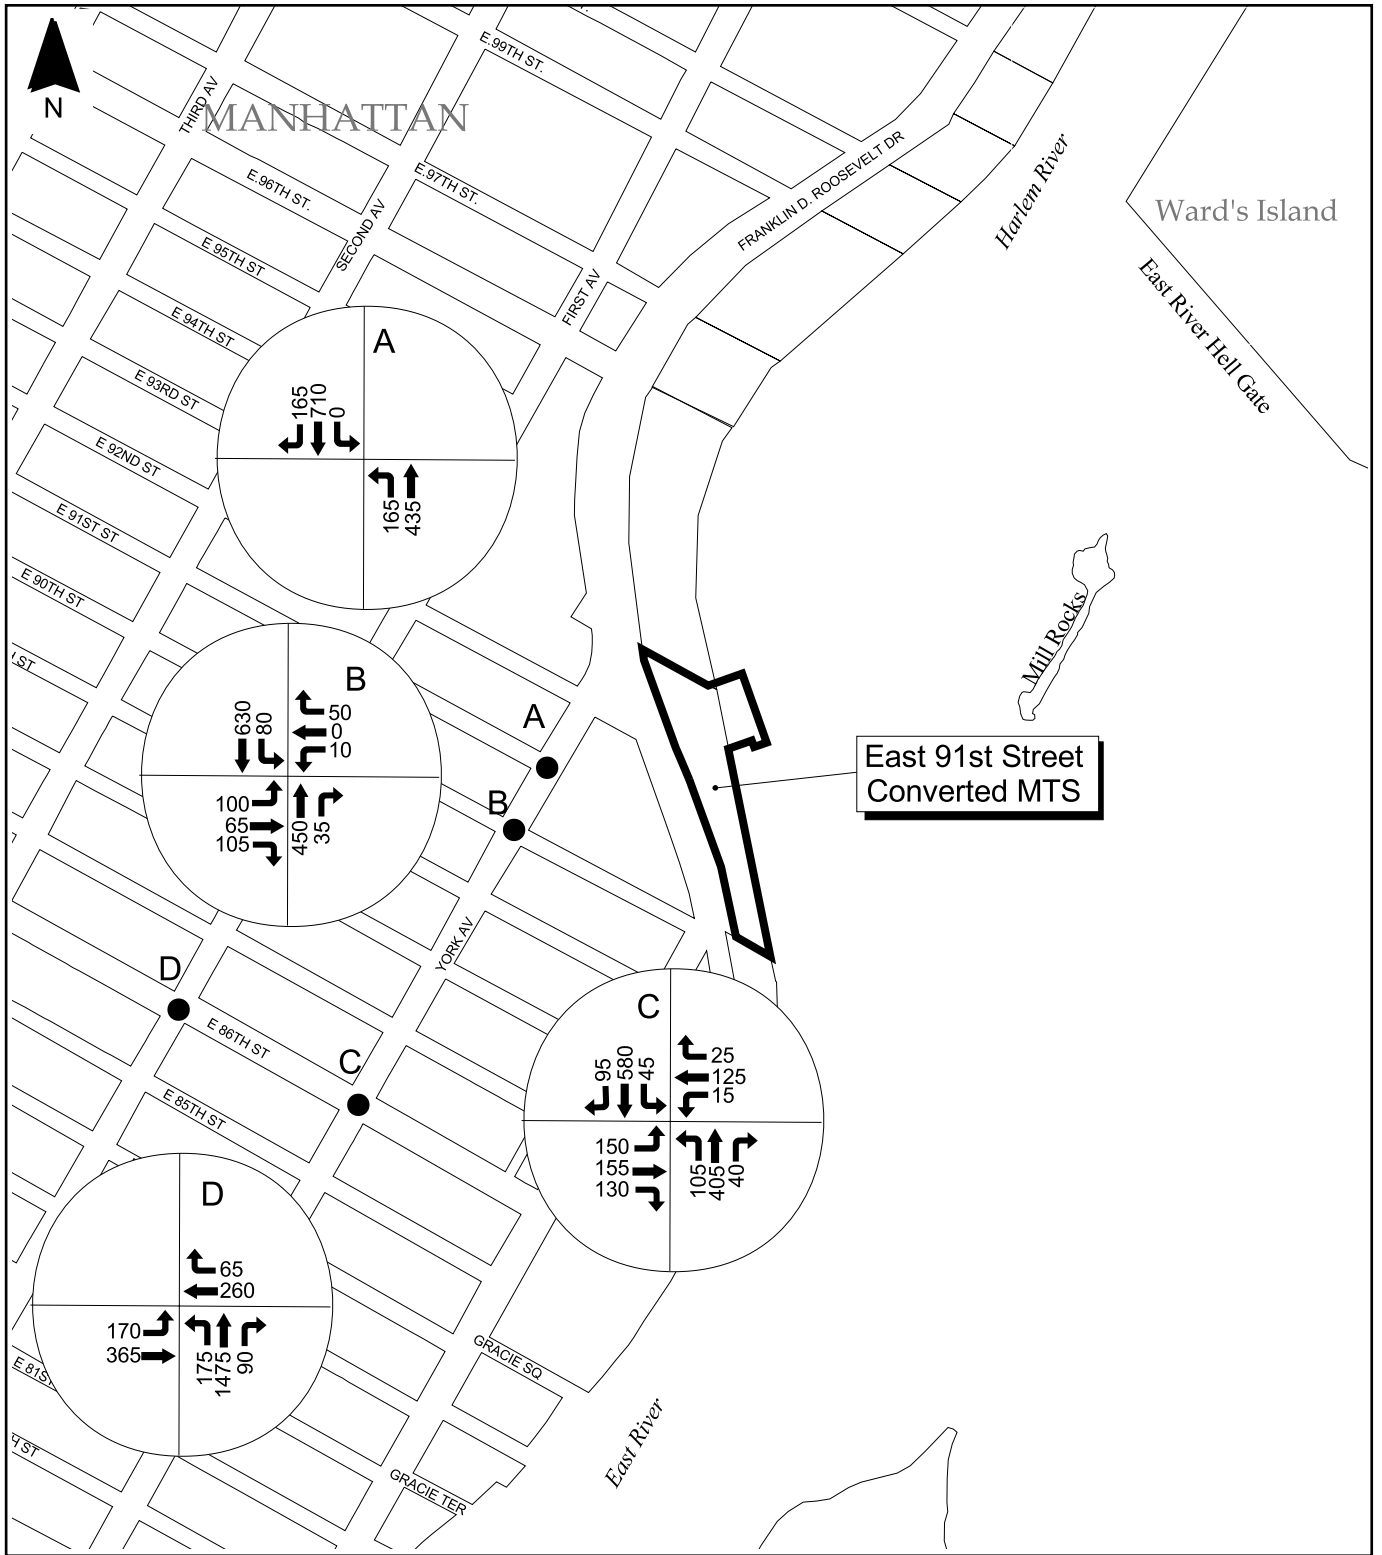 N
MANHATTAN
THIRD AV
E.99TH ST.
E.96TH ST.
E.97TH ST.
SECOND AV
FIRST AV
FRANKLIN D. ROOSEVELT DR
Harlem River
Ward's Island
East River Hell Gate
E 95TH ST
E 94TH ST
E 93RD ST
E 92ND ST
E 91ST ST
E 90TH ST
A
165
710
0
165
435
Mill Rocks
East 91st Street
Converted MTS
B
630
80
50
0
10
100
65
105
450
35
A
B
YORK AV
D
C
E 86TH ST
E 85TH ST
C
95
580
45
25
125
15
150
155
130
105
405
40
D
65
260
170
365
175
1475
90
E 81ST
GRACIE SQ
GRACIE TER
East River